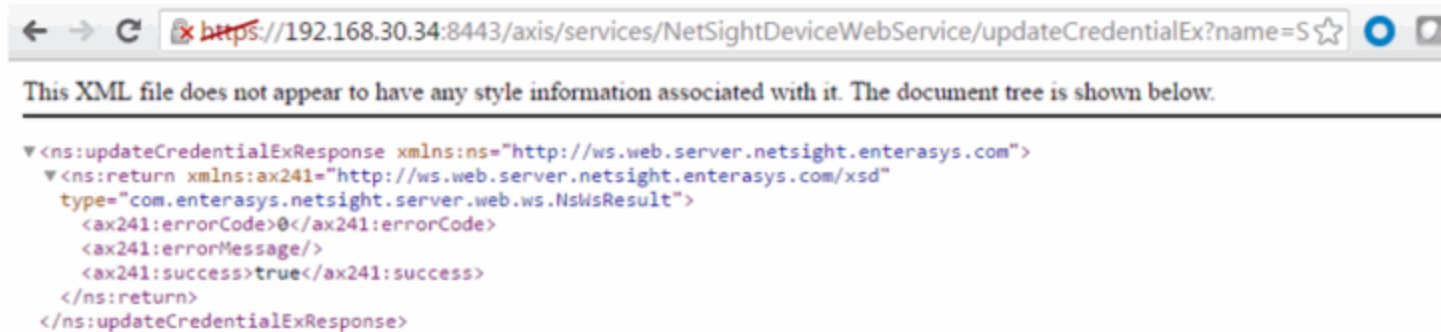 https://192.168.30.34:8443/axis/services/NetSightDeviceWebService/updateCredentialEx?name=S
This XML file does not appear to have any style information associated with it. The document tree is shown below.
▼<ns:updateCredentialExResponse xmlns:ns="http://ws.web.server.netsight.enterasys.com">
▼<ns:return xmlns:ax241="http://ws.web.server.netsight.enterasys.com/xsd"
type="com.enterasys.netsight.server.web.ws.NsWsResult">
<ax241:errorCode>0</ax241:errorCode>
<ax241:errorMessage/>
<ax241:success>true</ax241:success>
</ns:return>
</ns:updateCredentialExResponse>